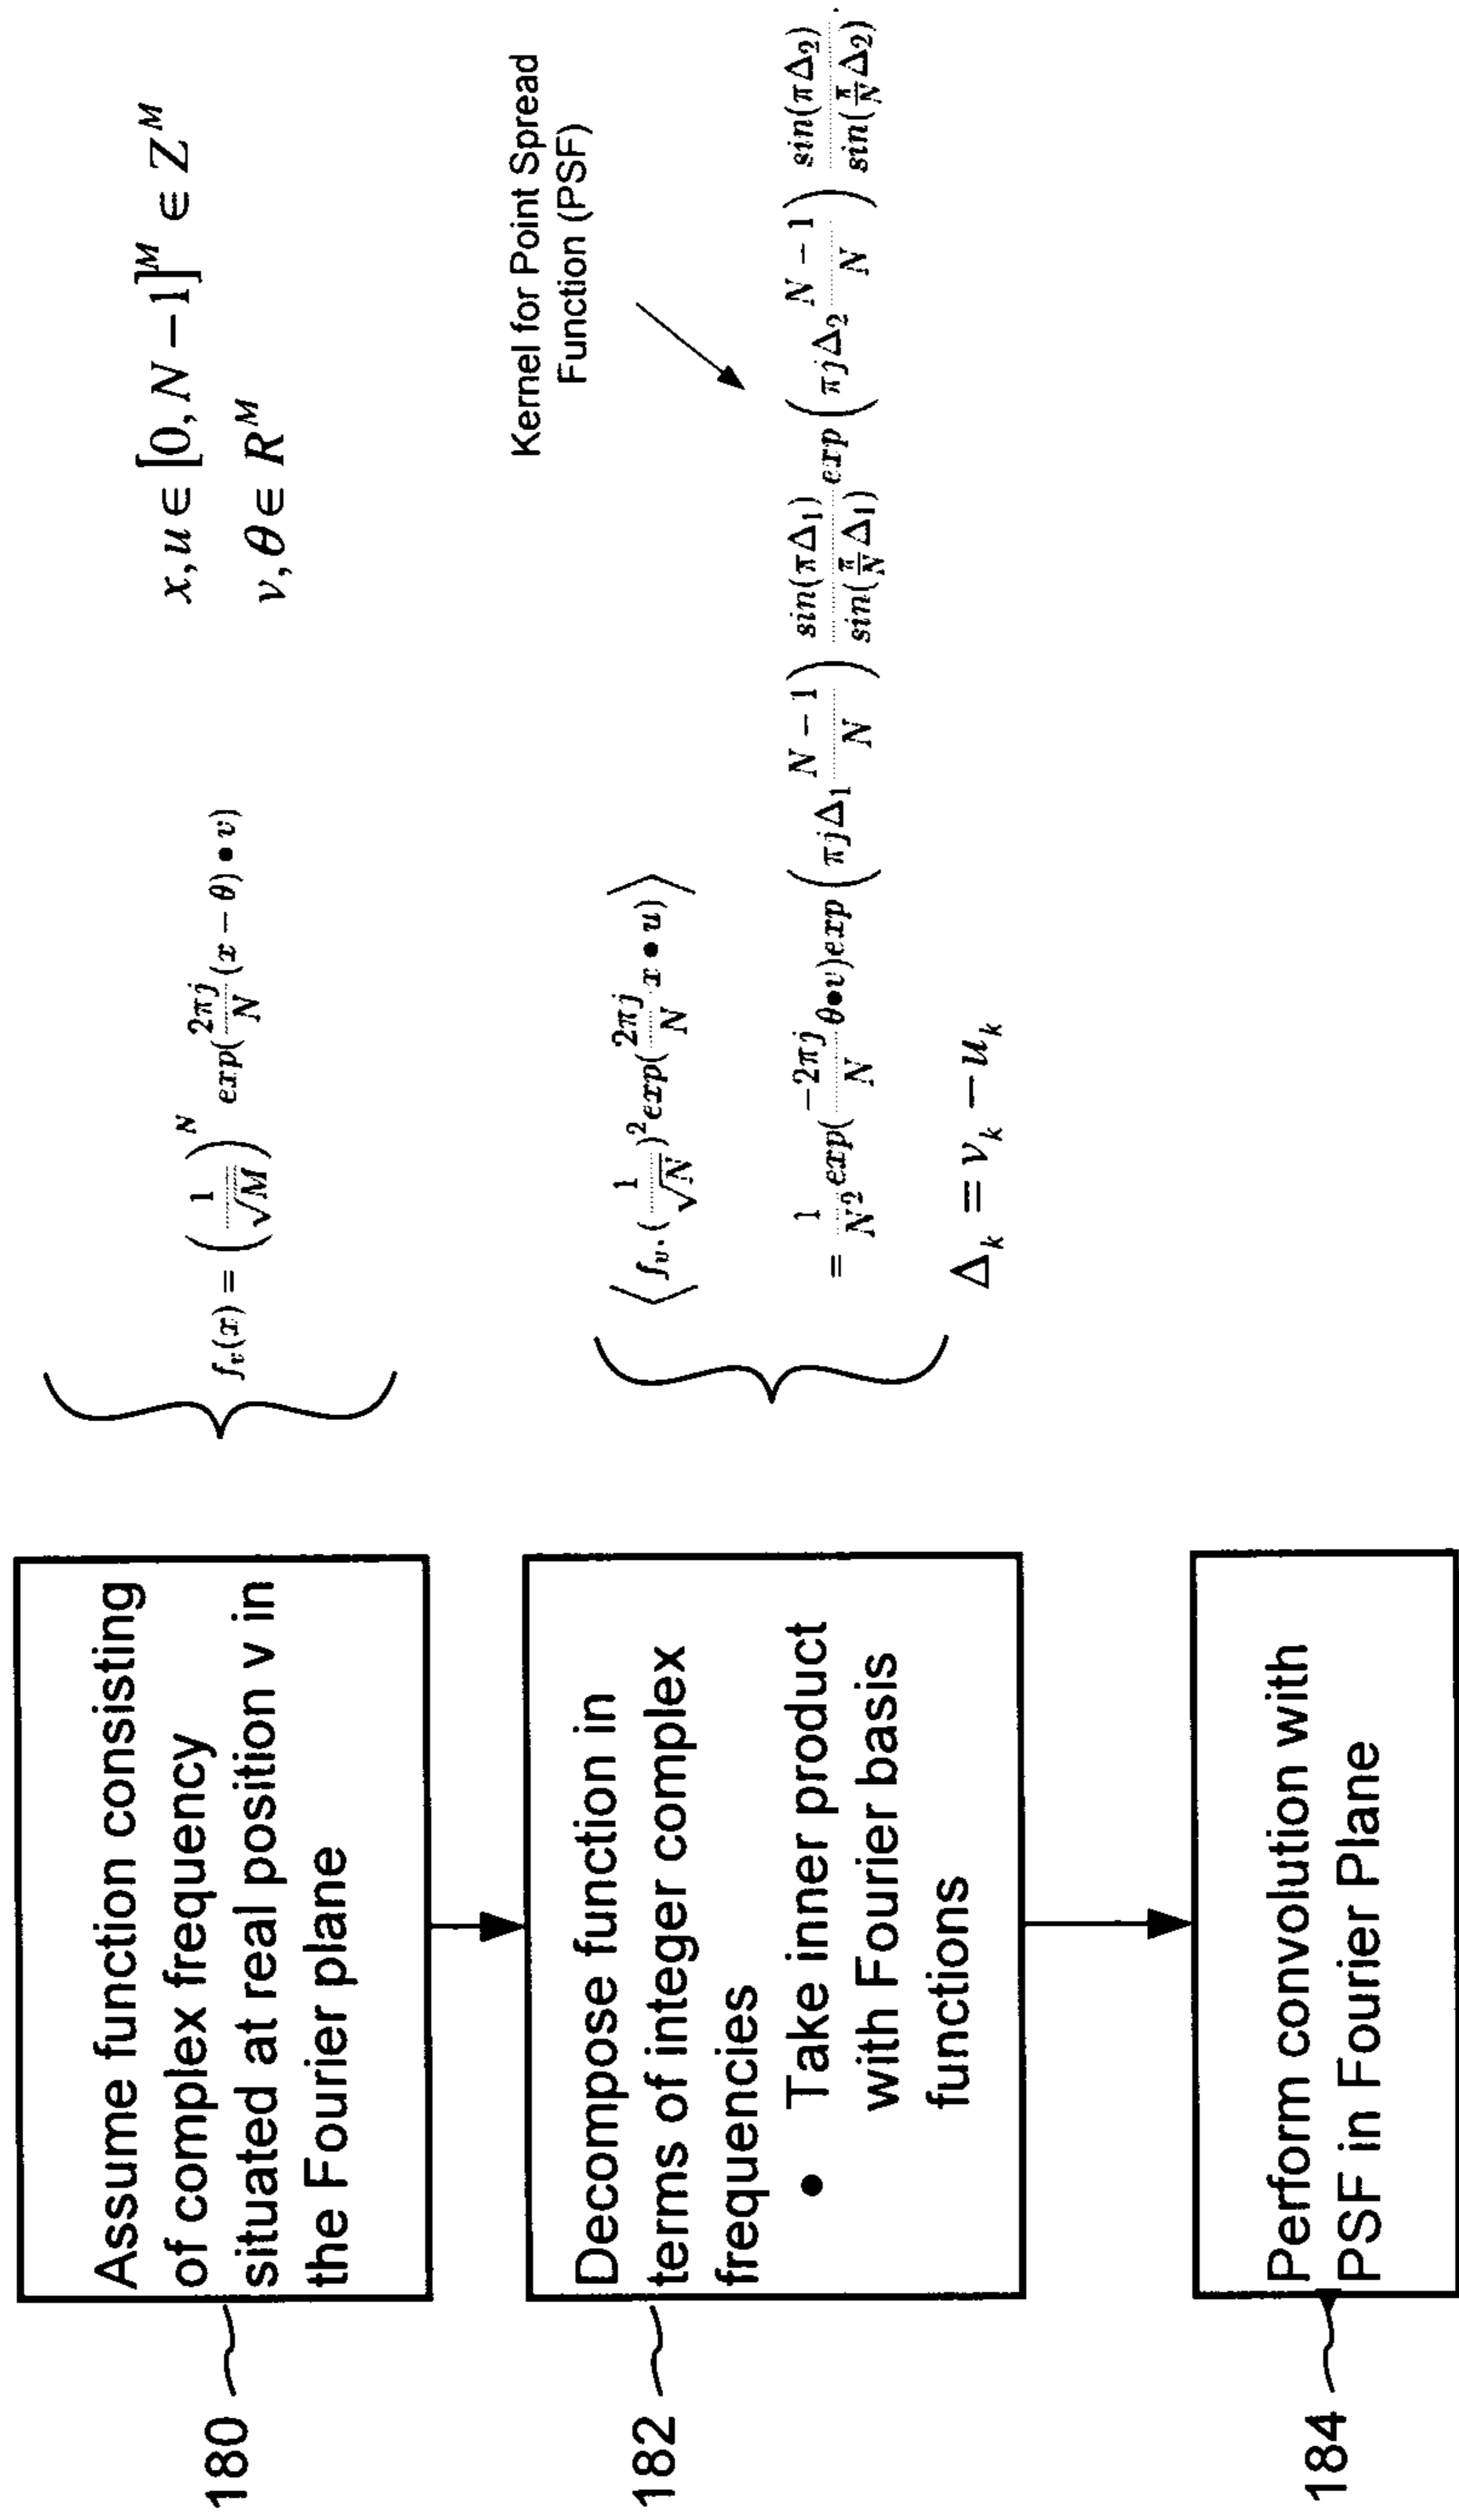 180
Assume function consisting
of complex frequency
situated at real position v in
the Fourier plane
f_v(x) = (1/√M)^N exp(2πj/N (x − θ) • v)
x, u ∈ [0, N − 1]^M ∈ Z^M
v, θ ∈ R^M
182
Decompose function in
terms of integer complex
frequencies
• Take inner product
with Fourier basis
functions
Kernel for Point Spread
Function (PSF)
⟨f_v, (1/√N)^2 exp(2πj/N x • u)⟩
= 1/N^2 exp(−2πj/N θ•v) exp(πjΔ_1 (N − 1)/N) sin(πΔ_1)/sin(π/N Δ_1) exp(πjΔ_2 (N − 1)/N) sin(πΔ_2)/sin(π/N Δ_2).
Δ_k = v_k − u_k
184
Perform convolution with
PSF in Fourier Plane